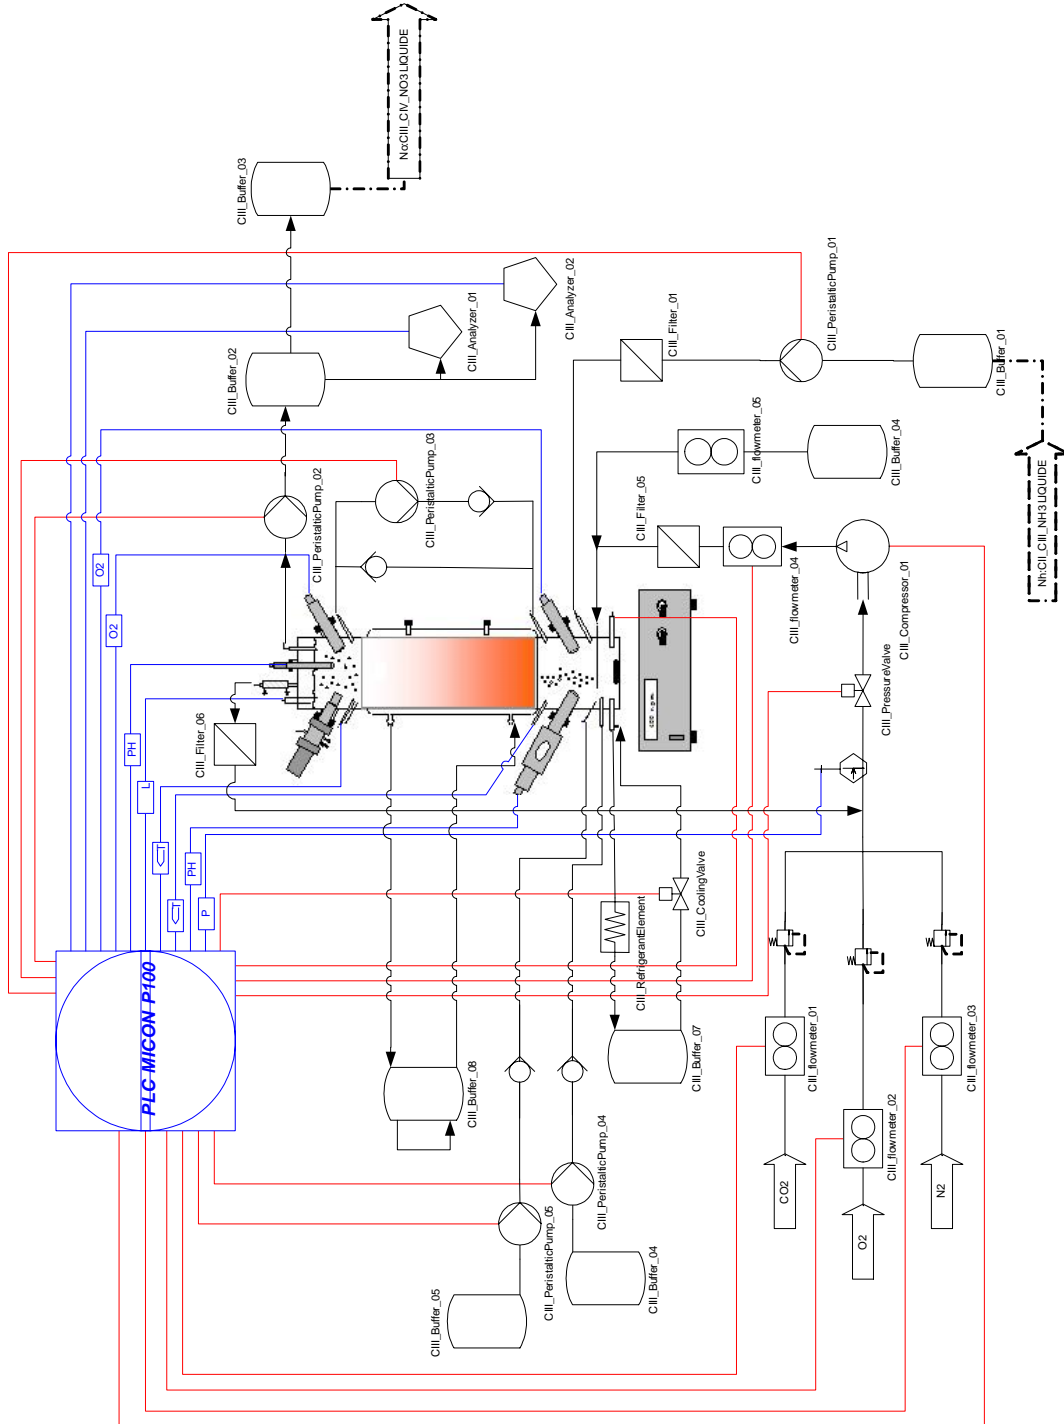 Na:CIII_CIV_NO3 LIQUIDE
CIII_Buffer_03
CIII_Analyzer_02
CIII_Analyzer_01
CIII_Buffer_02
CIII_PeristalticPump_01
CIII_Filter_01
CIII_Buffer_01
CIII_flowmeter_05
CIII_Buffer_04
CIII_PeristalticPump_03
CIII_PeristalticPump_02
CIII_Filter_05
CIII_flowmeter_04
CIII_Compressor_01
Nh:CII_CIII_NH3 LIQUIDE
O2
O2
PH
L
T
T
PH
P
CIII_Filter_06
CIII_PressureValve
CIII_CoolingValve
CIII_RefrigerantElement
PLC MICON P100
CIII_Buffer_08
CIII_Buffer_07
CIII_flowmeter_01
CIII_flowmeter_03
CIII_flowmeter_02
CIII_PeristalticPump_04
CIII_PeristalticPump_05
CO2
O2
N2
CIII_Buffer_04
CIII_Buffer_05